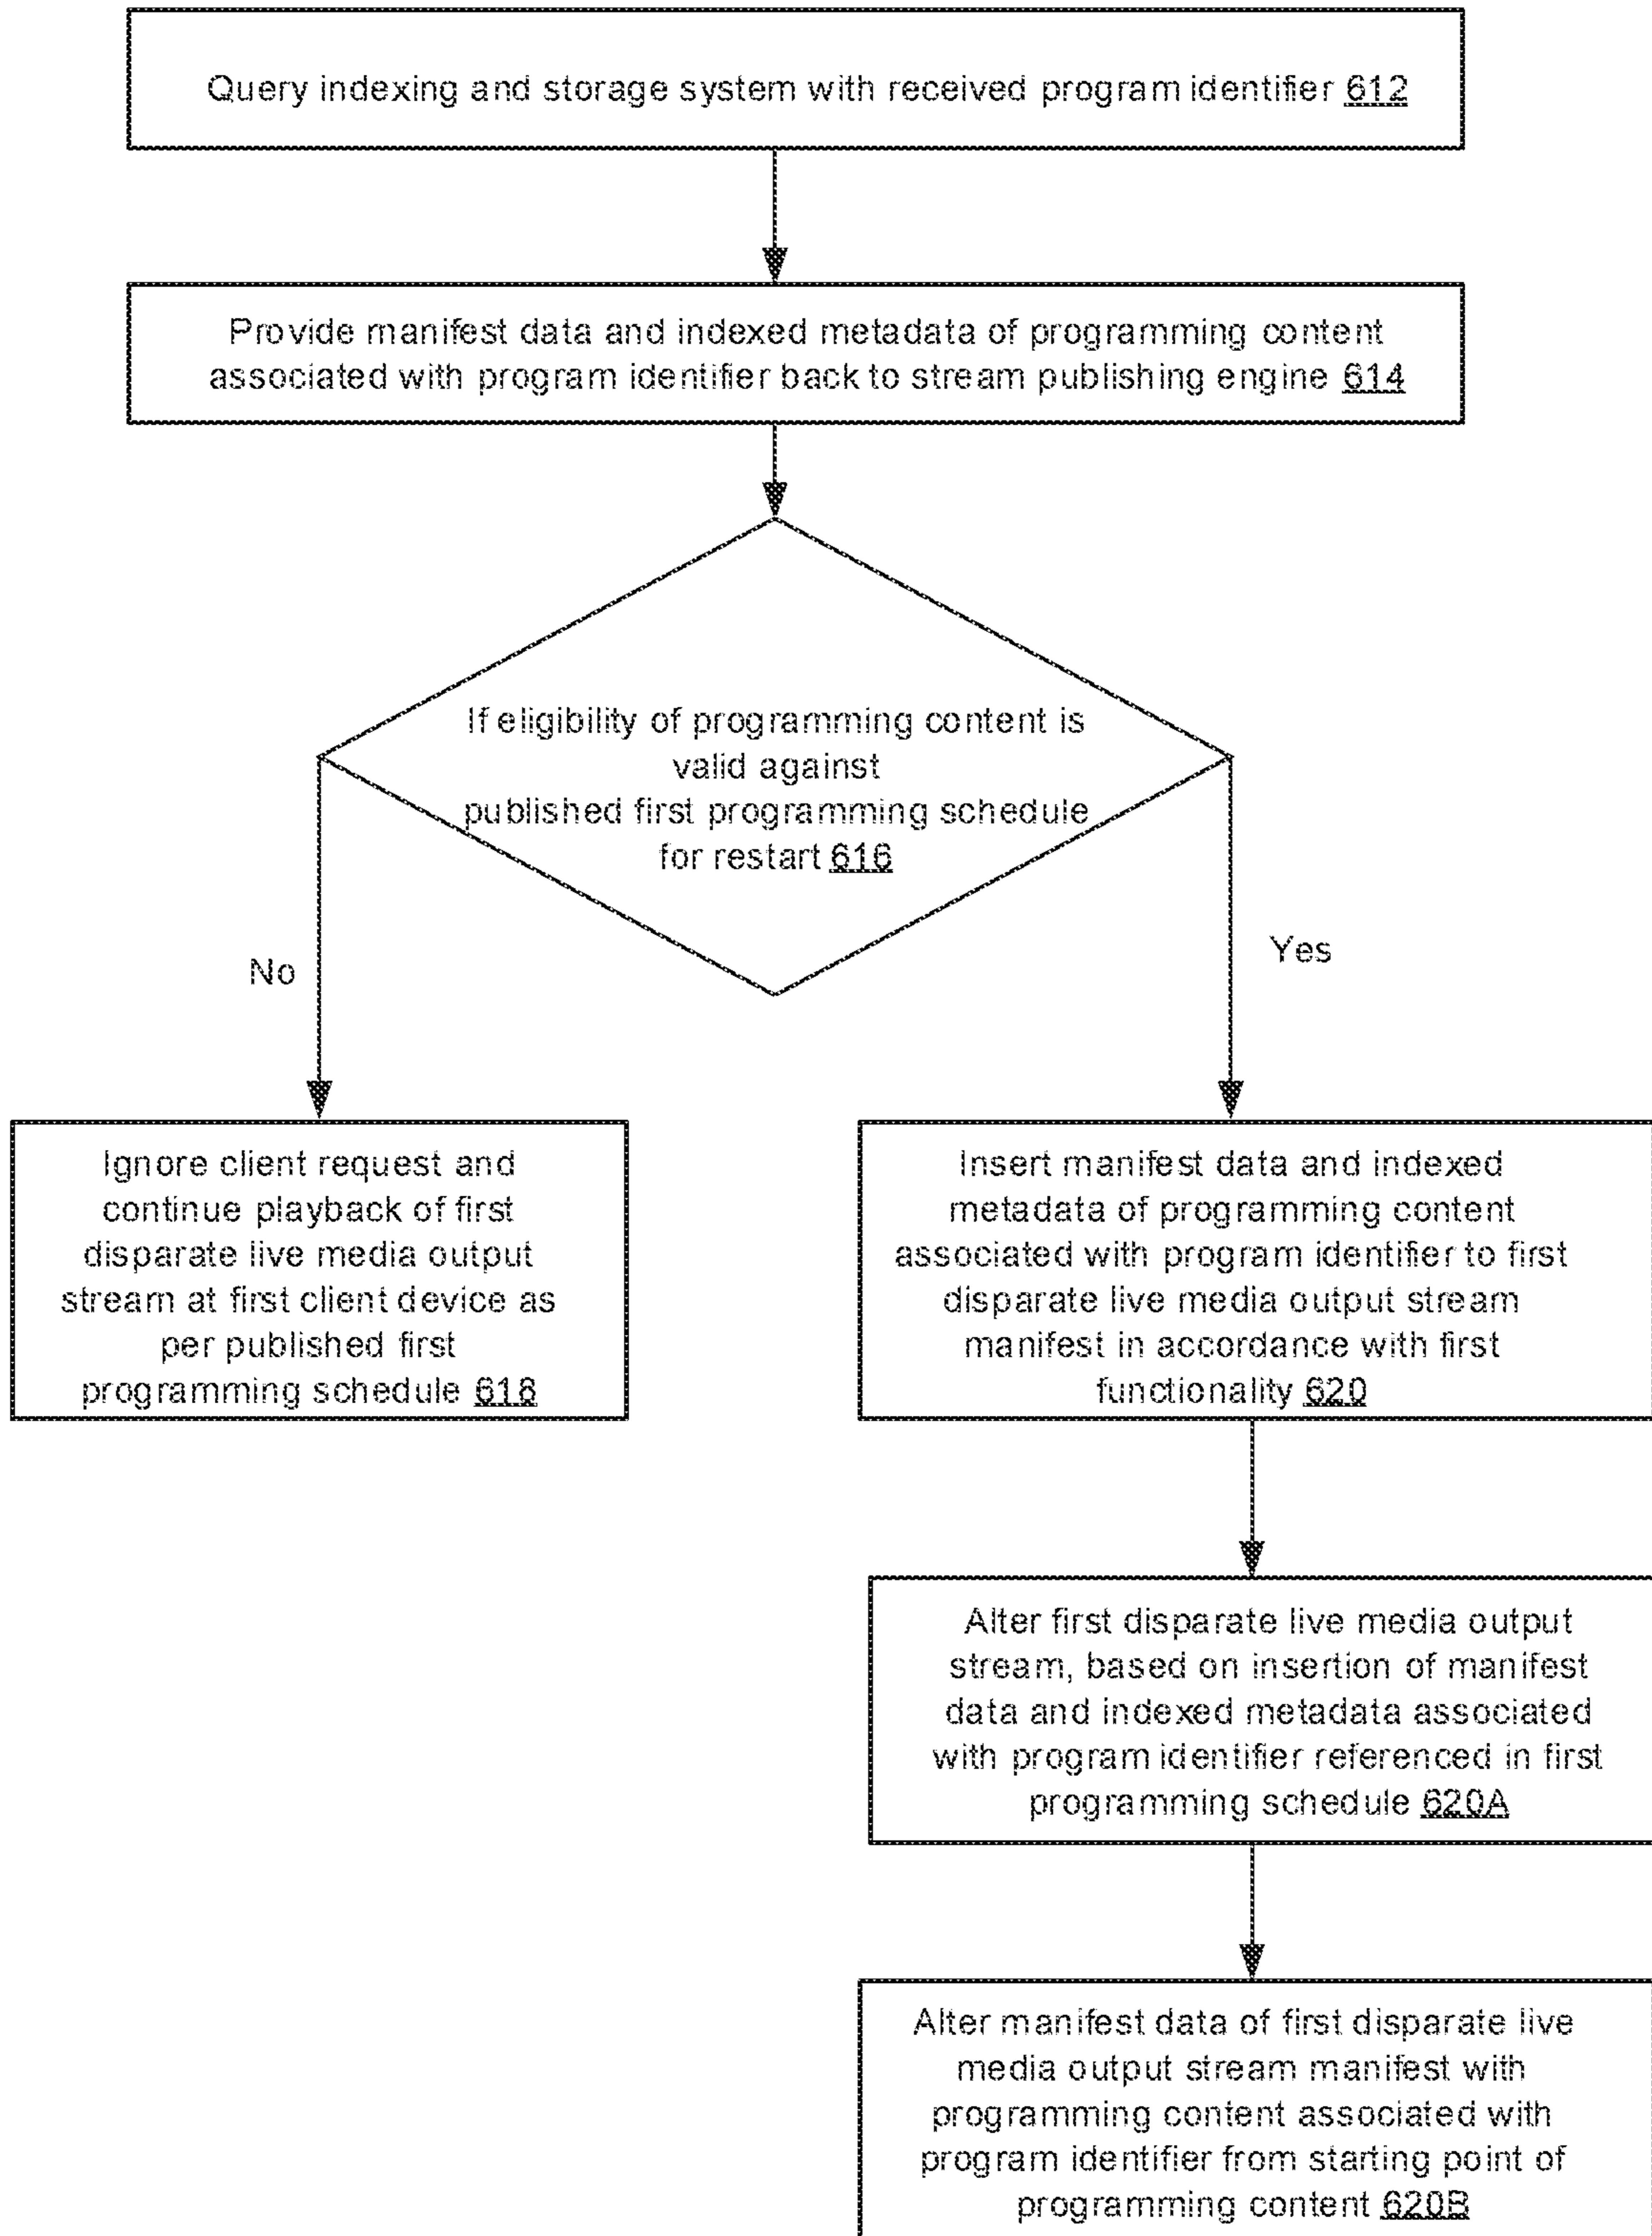 Query indexing and storage system with received program identifier 612
Provide manifest data and indexed metadata of programming content
associated with program identifier back to stream publishing engine 614
If eligibility of programming content is
valid against
published first programming schedule
for restart 616
No
Yes
Ignore client request and
continue playback of first
disparate live media output
stream at first client device as
per published first
programming schedule 618
Insert manifest data and indexed
metadata of programming content
associated with program identifier to first
disparate live media output stream
manifest in accordance with first
functionality 620
Alter first disparate live media output
stream, based on insertion of manifest
data and indexed metadata associated
with program identifier referenced in first
programming schedule 620A
Alter manifest data of first disparate live
media output stream manifest with
programming content associated with
program identifier from starting point of
programming content 620B